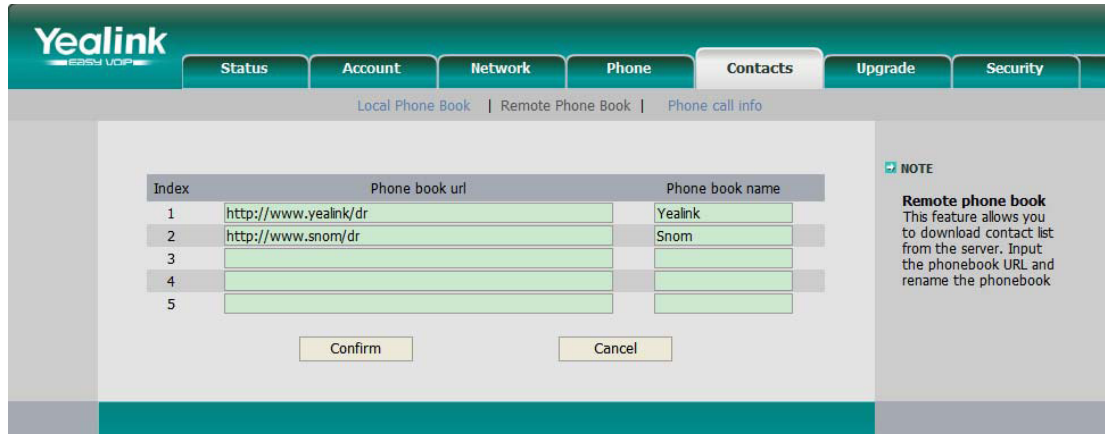 Yealink
EASY VOIP
Status Account Network Phone Contacts Upgrade Security
Local Phone Book | Remote Phone Book | Phone call info
Index Phone book url Phone book name
1 http://www.yealink/dr Yealink
2 http://www.snom/dr Snom
3
4
5
Confirm Cancel
NOTE
Remote phone book
This feature allows you
to download contact list
from the server. Input
the phonebook URL and
rename the phonebook